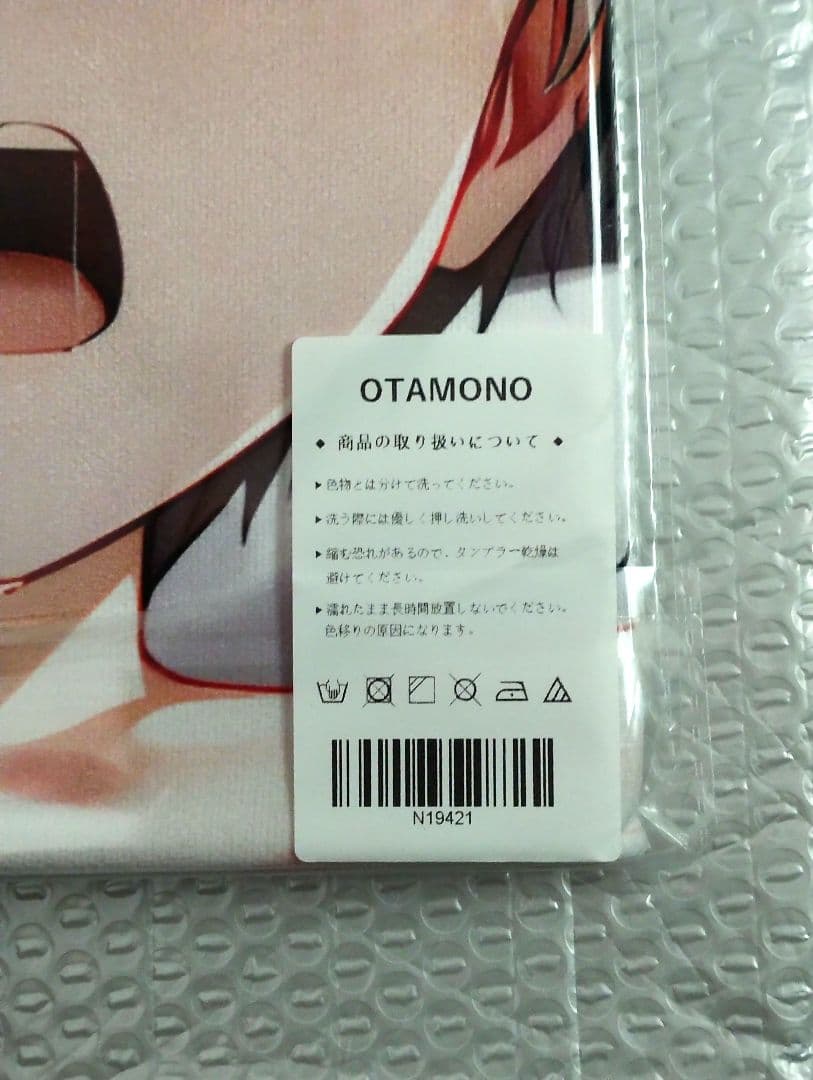 OTAMONO
◆ 商品の取り扱いについて ◆
▶色物とは分けて洗ってください。
▶洗う際には優しく押し洗いしてください。
▶縮む恐れがあるので、タンブラー乾燥は
避けてください。
▶濡れたまま長時間放置しないでください。
色移りの原因になります。
N19421